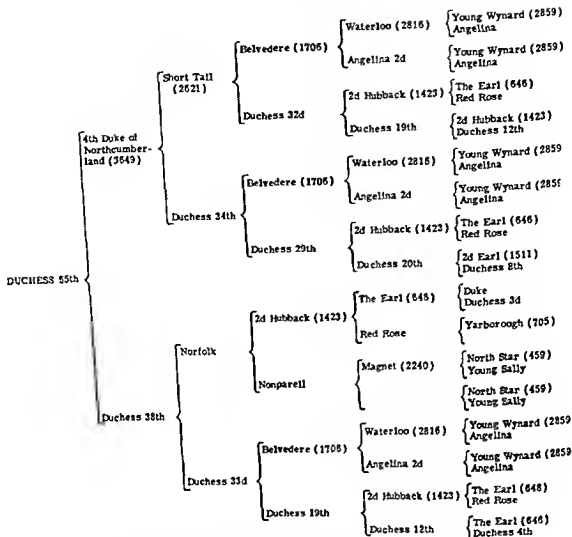 Young Wynard (2859)
Waterloo (2816)
Angelina
Belvedere (1706)
Young Wynard (2859)
Angelina 2d
Angelina
Short Tail
(2621)
The Earl (646)
2d Hubback (1423)
Red Rose
Duchess 32d
2d Hubback (1423)
Duchess 19th
Duchess 12th
4th Duke of
Northcumber-
land (3649)
Young Wynard (2859
Waterloo (2816)
Angelina
Belvedere (1706)
Young Wynard (2859
Angelina 2d
Angelina
Duchess 34th
The Earl (646)
2d Hubback (1423)
Red Rose
Duchess 29th
2d Earl (1511)
Duchess 20th
Duchess 8th
DUCHESS 55th
Duke
The Earl (646)
Duchess 3d
2d Hubback (1423)
Yarboroogh (705)
Red Rose
Norfolk
North Star (459)
Magnet (2240)
Young Sally
Nonparell
North Star (459)
Young Sally
Duchess 38th
Young Wynard (2859
Waterloo (2816)
Angelina
Belvedere (1706)
Young Wynard (2859
Angelina 2d
Angelina
Duchess 33d
The Earl (646)
2d Hubback (1423)
Red Rose
Duchess 19th
The Earl (646)
Duchess 12th
Duchess 4th